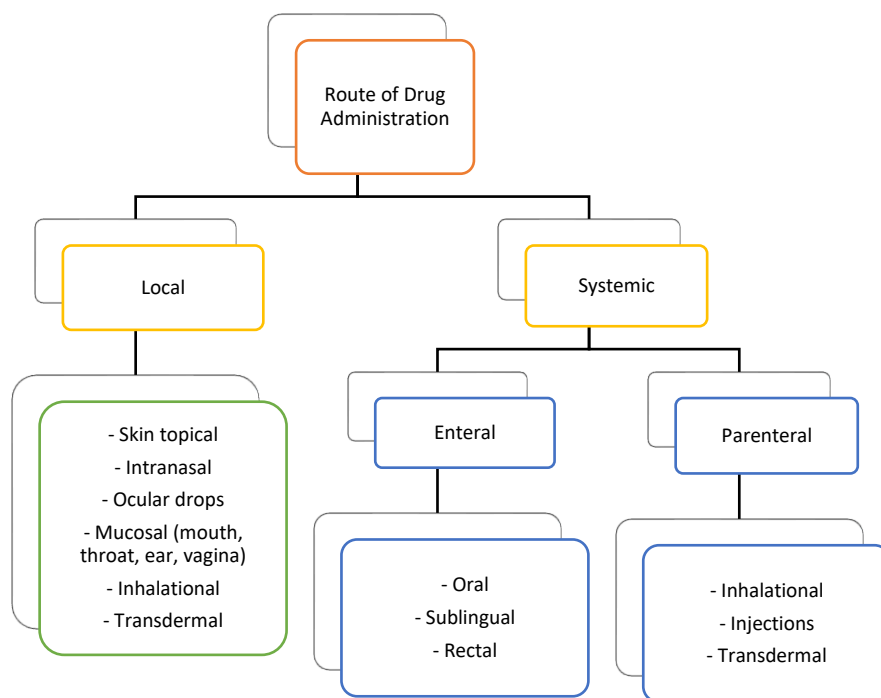 Route of Drug
Administration
Local
Systemic
- Skin topical
- Intranasal
- Ocular drops
- Mucosal (mouth,
throat, ear, vagina)
- Inhalational
- Transdermal
Enteral
Parenteral
- Oral
- Sublingual
- Rectal
- Inhalational
- Injections
- Transdermal